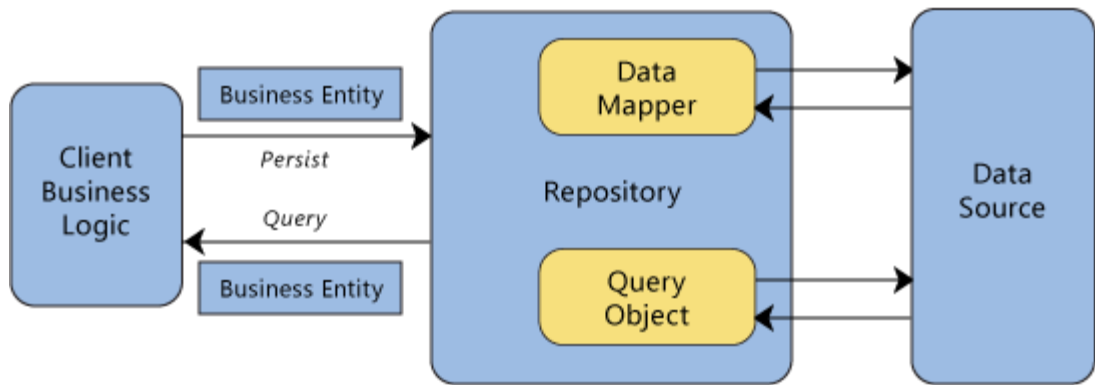 Client
Business
Logic
Business Entity
Persist
Query
Business Entity
Data
Mapper
Repository
Query
Object
Data
Source